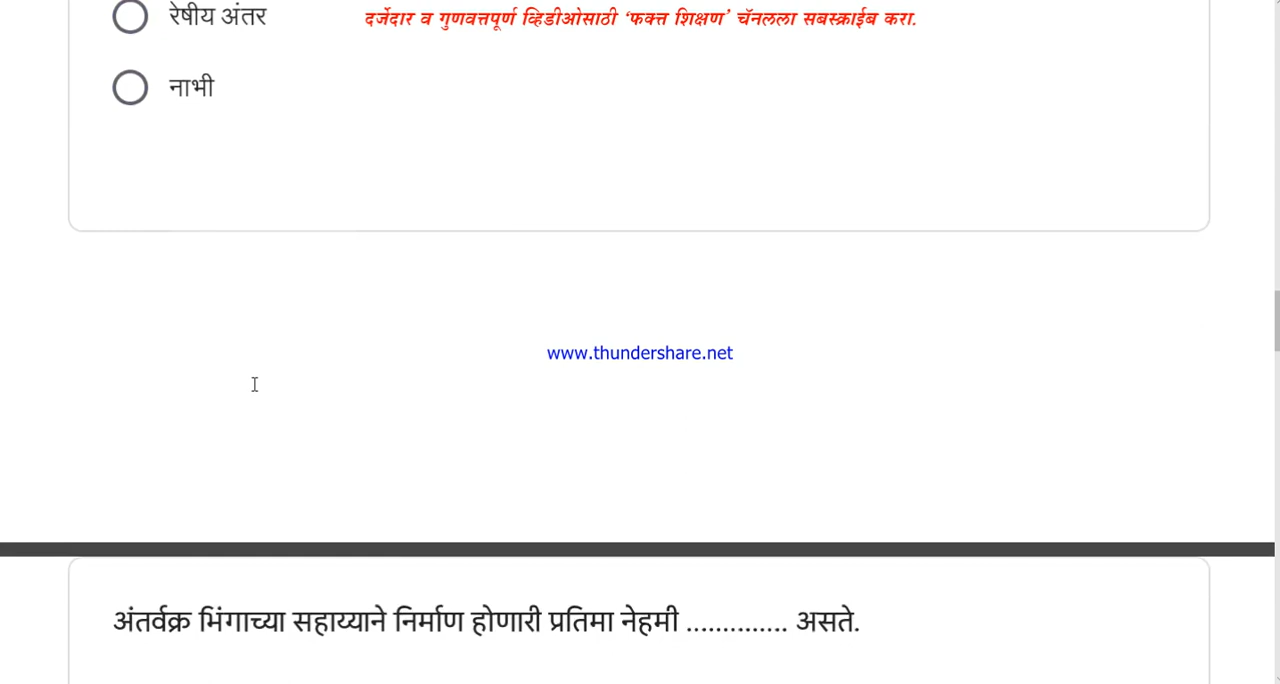 रेषीय अंतर
दर्जेदार व गुणवत्तपूर्ण व्हिडीओसाठी ‘फक्त शिक्षण’ चॅनलला सबस्क्राईब करा.
नाभी
www.thundershare.net
अंतर्वक्र भिंगाच्या सहाय्याने निर्माण होणारी प्रतिमा नेहमी .............. असते.